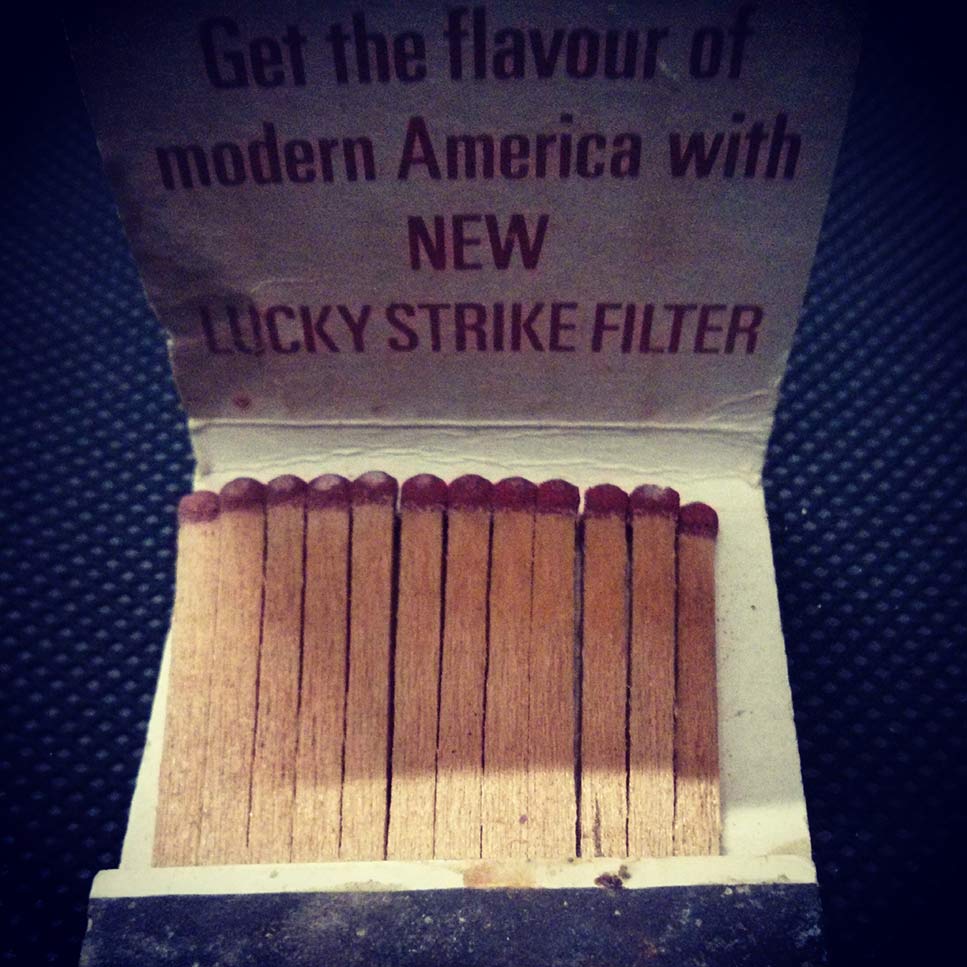 Get the flavour of
modern America with
NEW
LUCKY STRIKE FILTER